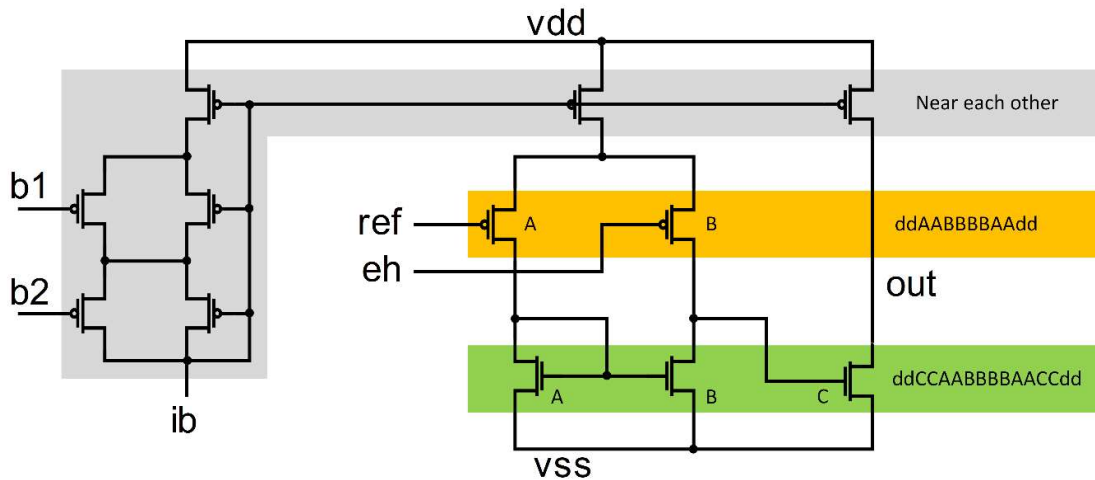 vdd
Near each other
b1
ref
A
B
ddAABBBBAAdd
eh
b2
out
A
B
C
ddCCAABBBBAACCdd
ib
vss